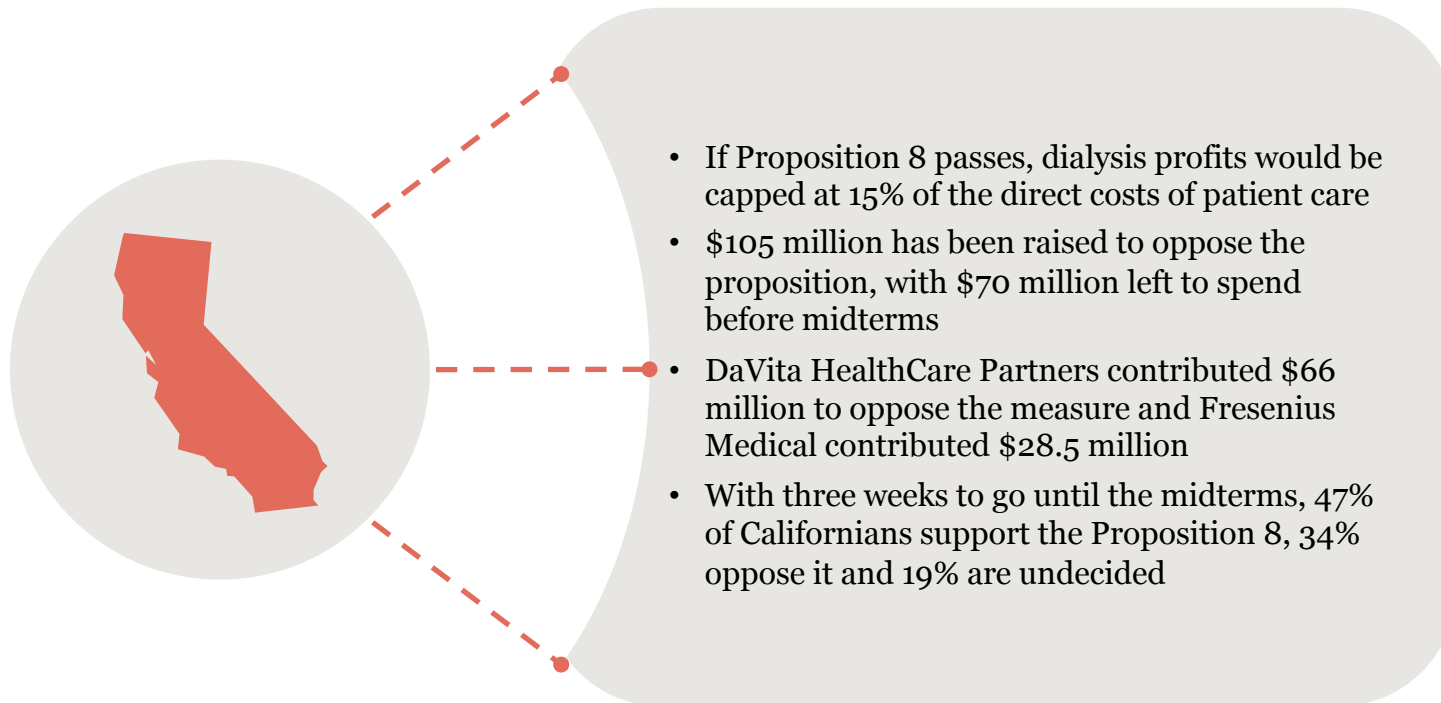 • If Proposition 8 passes, dialysis profits would be
capped at 15% of the direct costs of patient care
• $105 million has been raised to oppose the
proposition, with $70 million left to spend
before midterms
• DaVita HealthCare Partners contributed $66
million to oppose the measure and Fresenius
Medical contributed $28.5 million
• With three weeks to go until the midterms, 47%
of Californians support the Proposition 8, 34%
oppose it and 19% are undecided